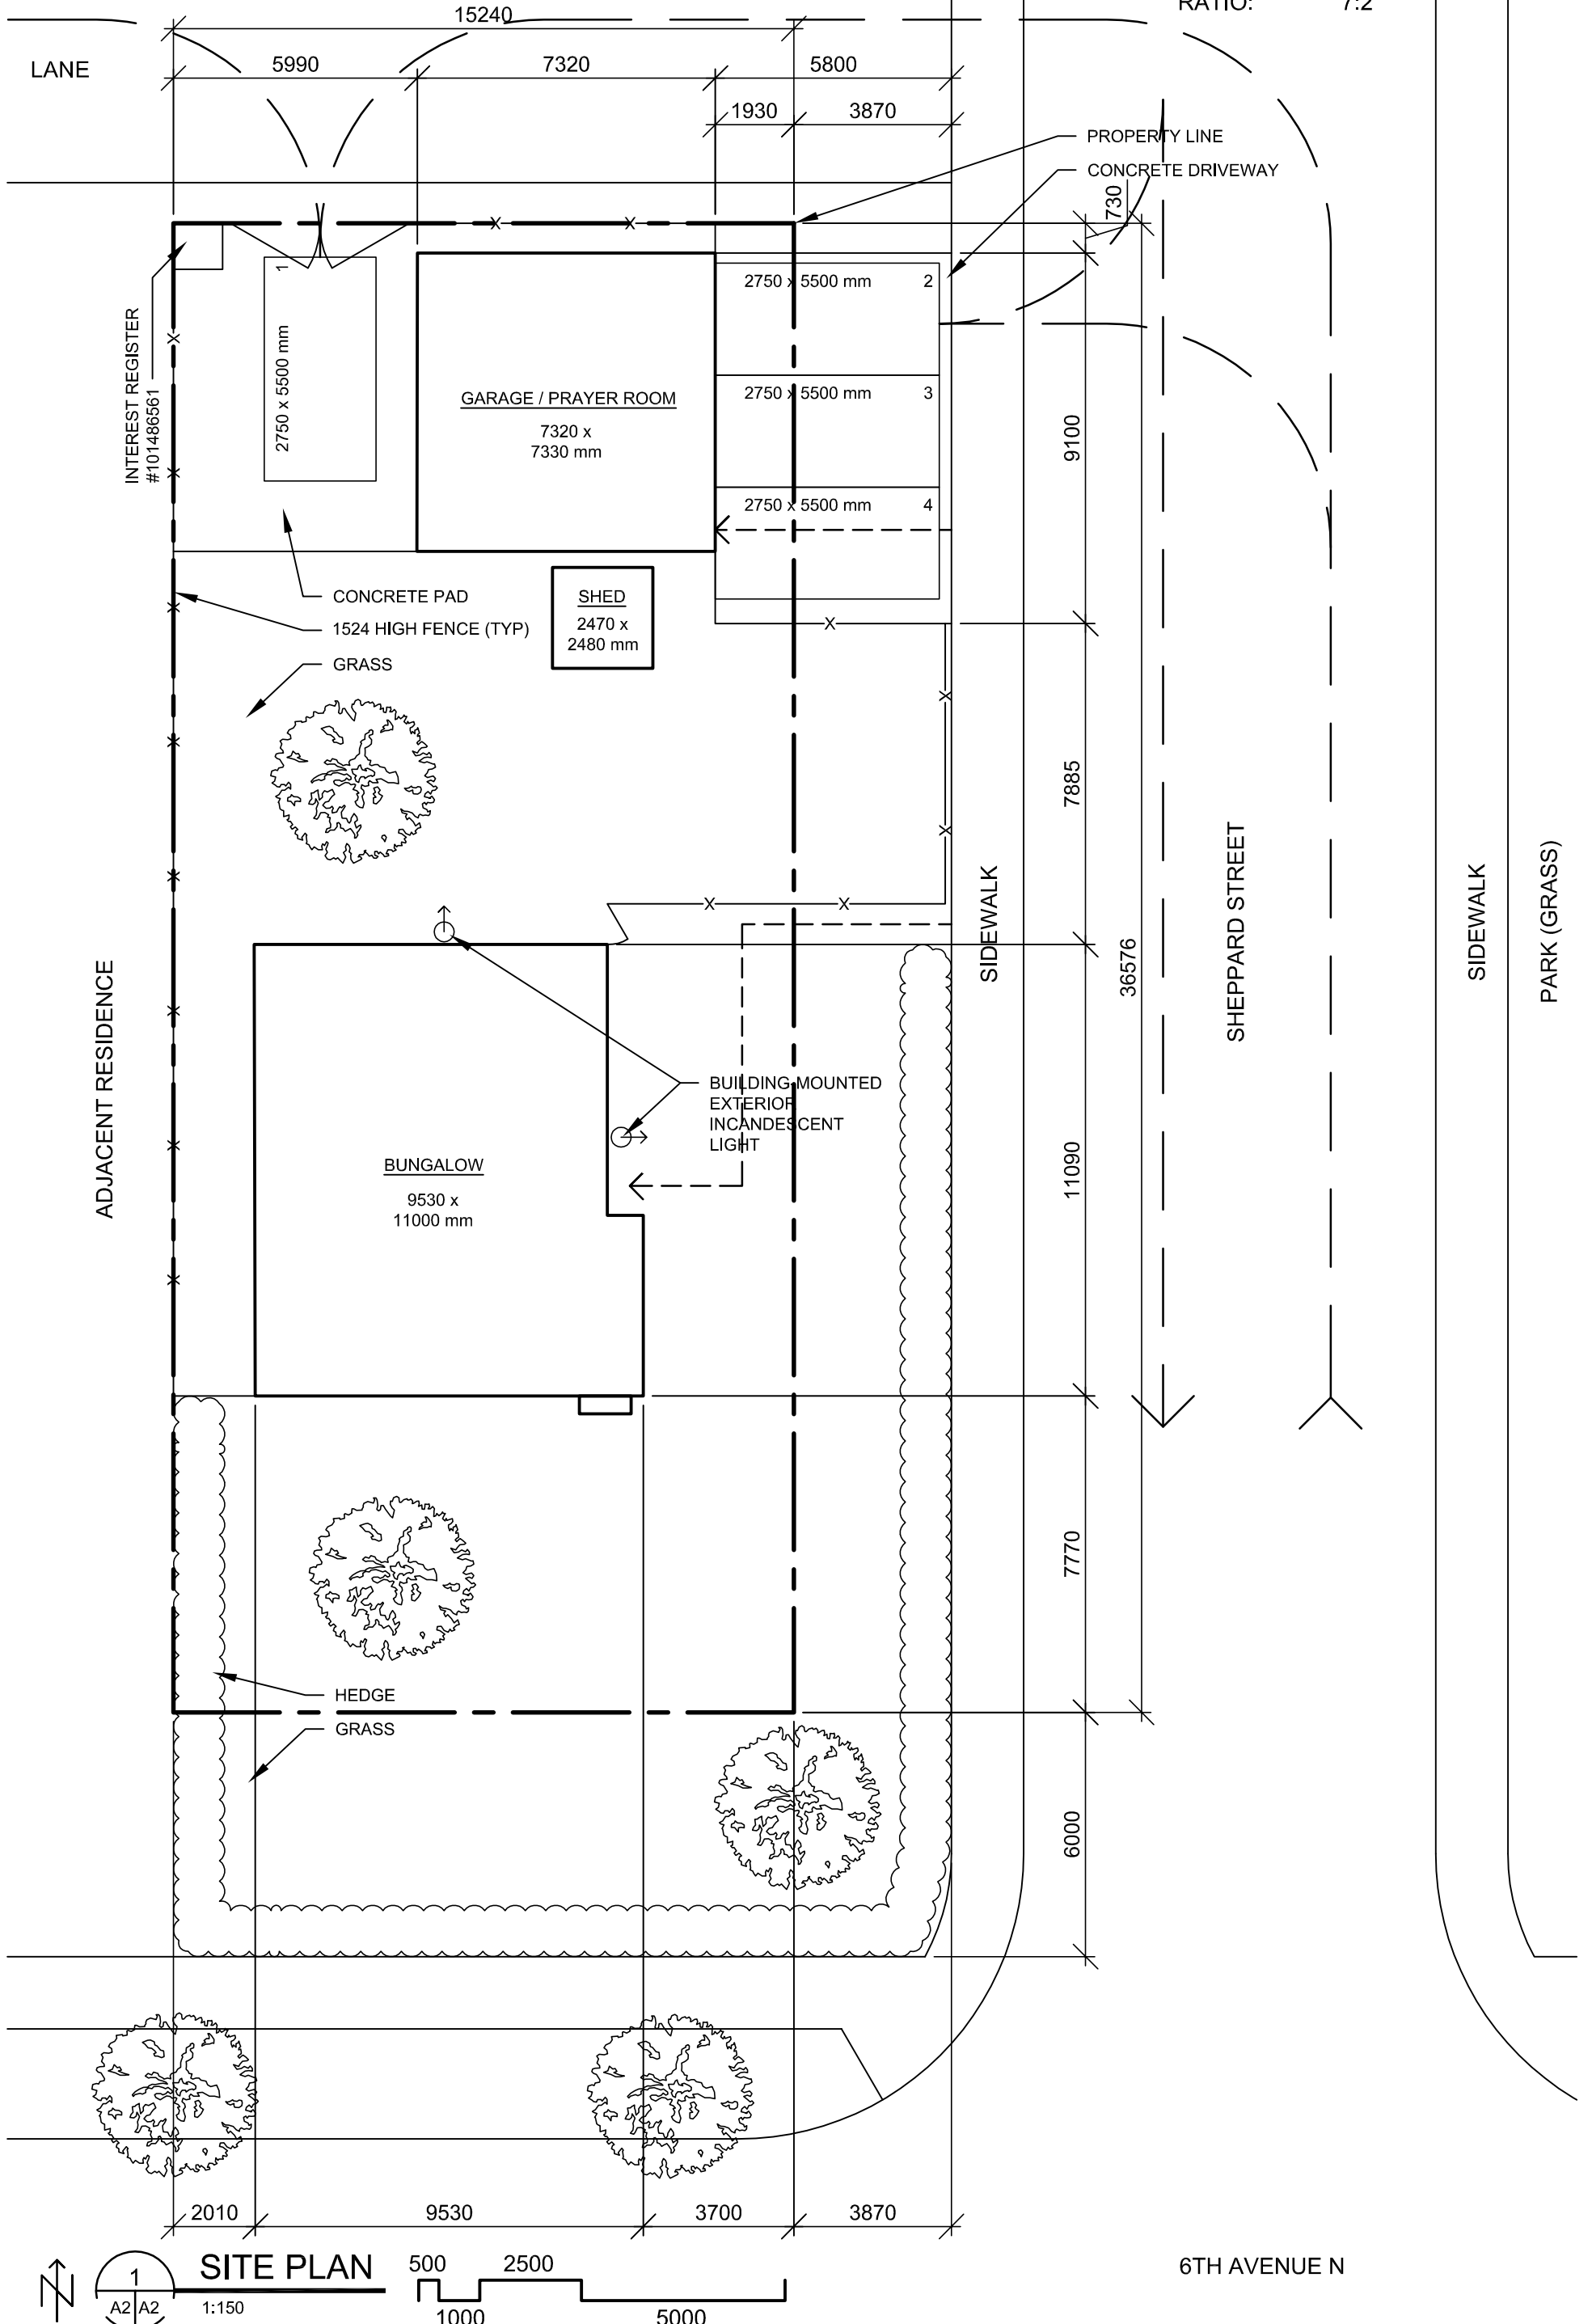 RATIO: 7:2
15240
LANE
5990
7320
5800
1930
3870
PROPERTY LINE
CONCRETE DRIVEWAY
730
INTEREST REGISTER
#101486561
1
2750 x 5500 mm
GARAGE / PRAYER ROOM
7320 x
7330 mm
2750 x 5500 mm 2
2750 x 5500 mm 3
2750 x 5500 mm 4
9100
CONCRETE PAD
1524 HIGH FENCE (TYP)
GRASS
SHED
2470 x
2480 mm
7885
SIDEWALK
36576
SHEPPARD STREET
SIDEWALK
PARK (GRASS)
ADJACENT RESIDENCE
BUILDING MOUNTED
EXTERIOR
INCANDESCENT
LIGHT
BUNGALOW
9530 x
11000 mm
11090
7770
HEDGE
GRASS
6000
2010
9530
3700
3870
N
1
A2 A2
SITE PLAN
1:150
500
2500
1000
5000
6TH AVENUE N